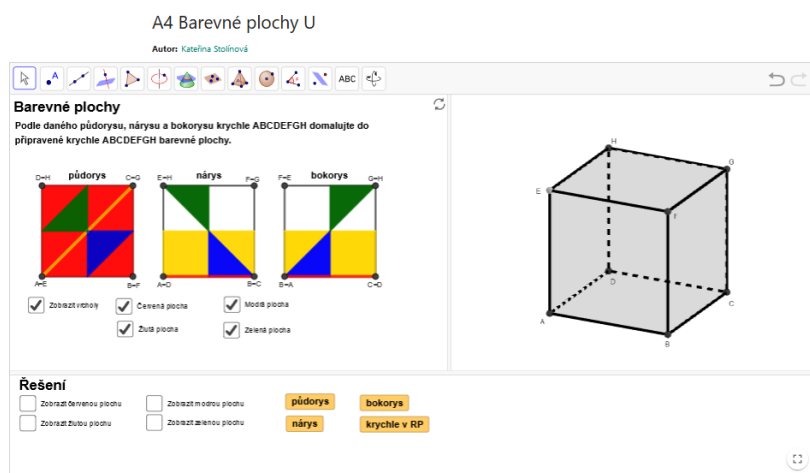 A4 Barevné plochy U
Autor: Kateřina Stolínová
A
ABC
Barevné plochy
Podle daného půdorysu, nárysu a bokorysu krychle ABCDEFGH domalujte do
připravené krychle ABCDEFGH barevné plochy.
D=H půdorys C=G E=H nárys F=G F=E bokorys G=H
A=E B=F A=D B=C B=A C=D
Zobrazit vrcholy Červená plocha Modrá plocha
Žlutá plocha Zelená plocha
H
G
E
F
D
C
A
B
Řešení
Zobrazit červenou plochu Zobrazit modrou plochu půdorys bokorys
Zobrazit žlutou plochu Zobrazit zelenou plochu nárys krychle v RP